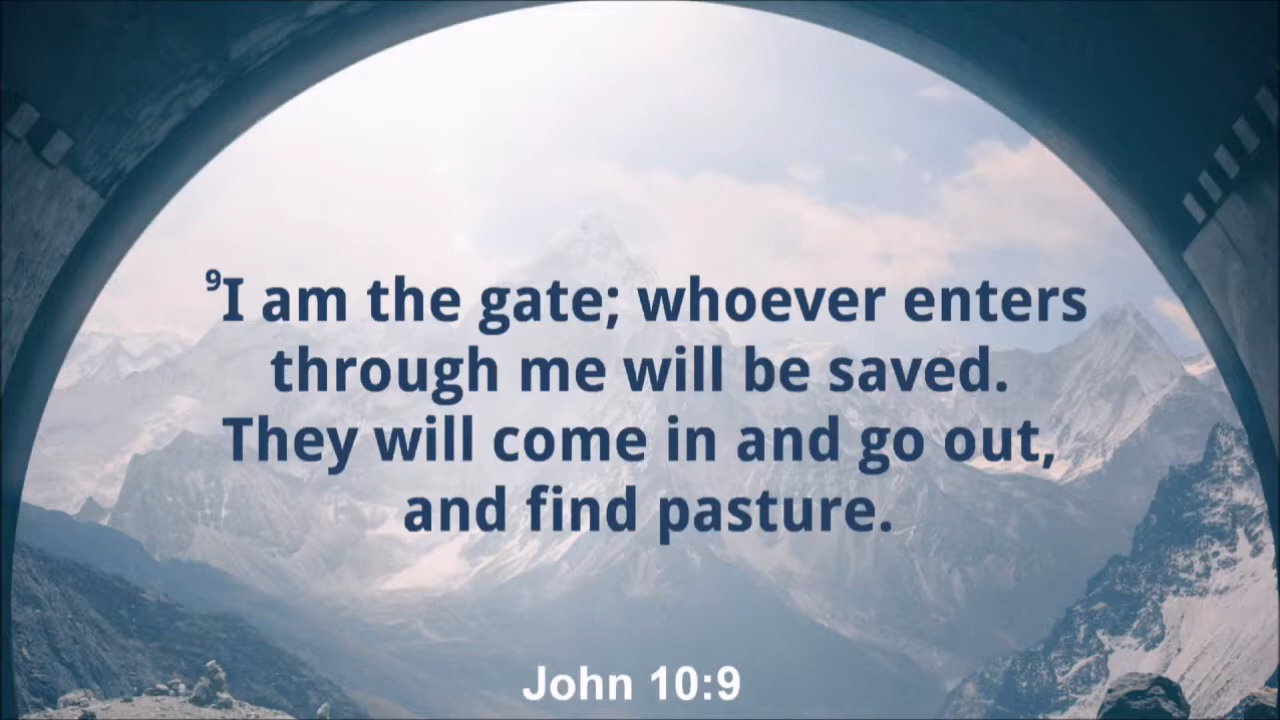 ⁹I am the gate; whoever enters
through me will be saved.
They will come in and go out,
and find pasture.
John 10:9